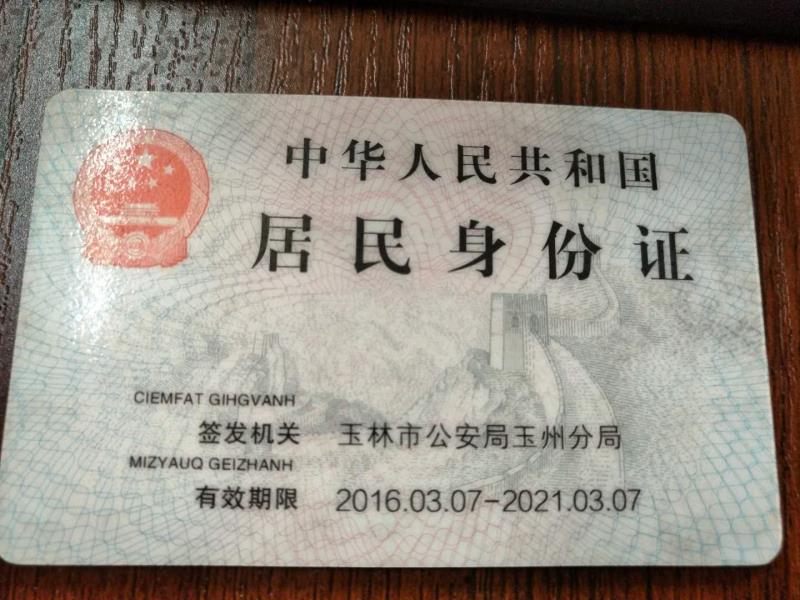 中华人民共和国
居民身份证
CIEMFAT GIHGVANH
签发机关 玉林市公安局玉州分局
MIZYAUQ GEIZHANH
有效期限 2016.03.07-2021.03.07